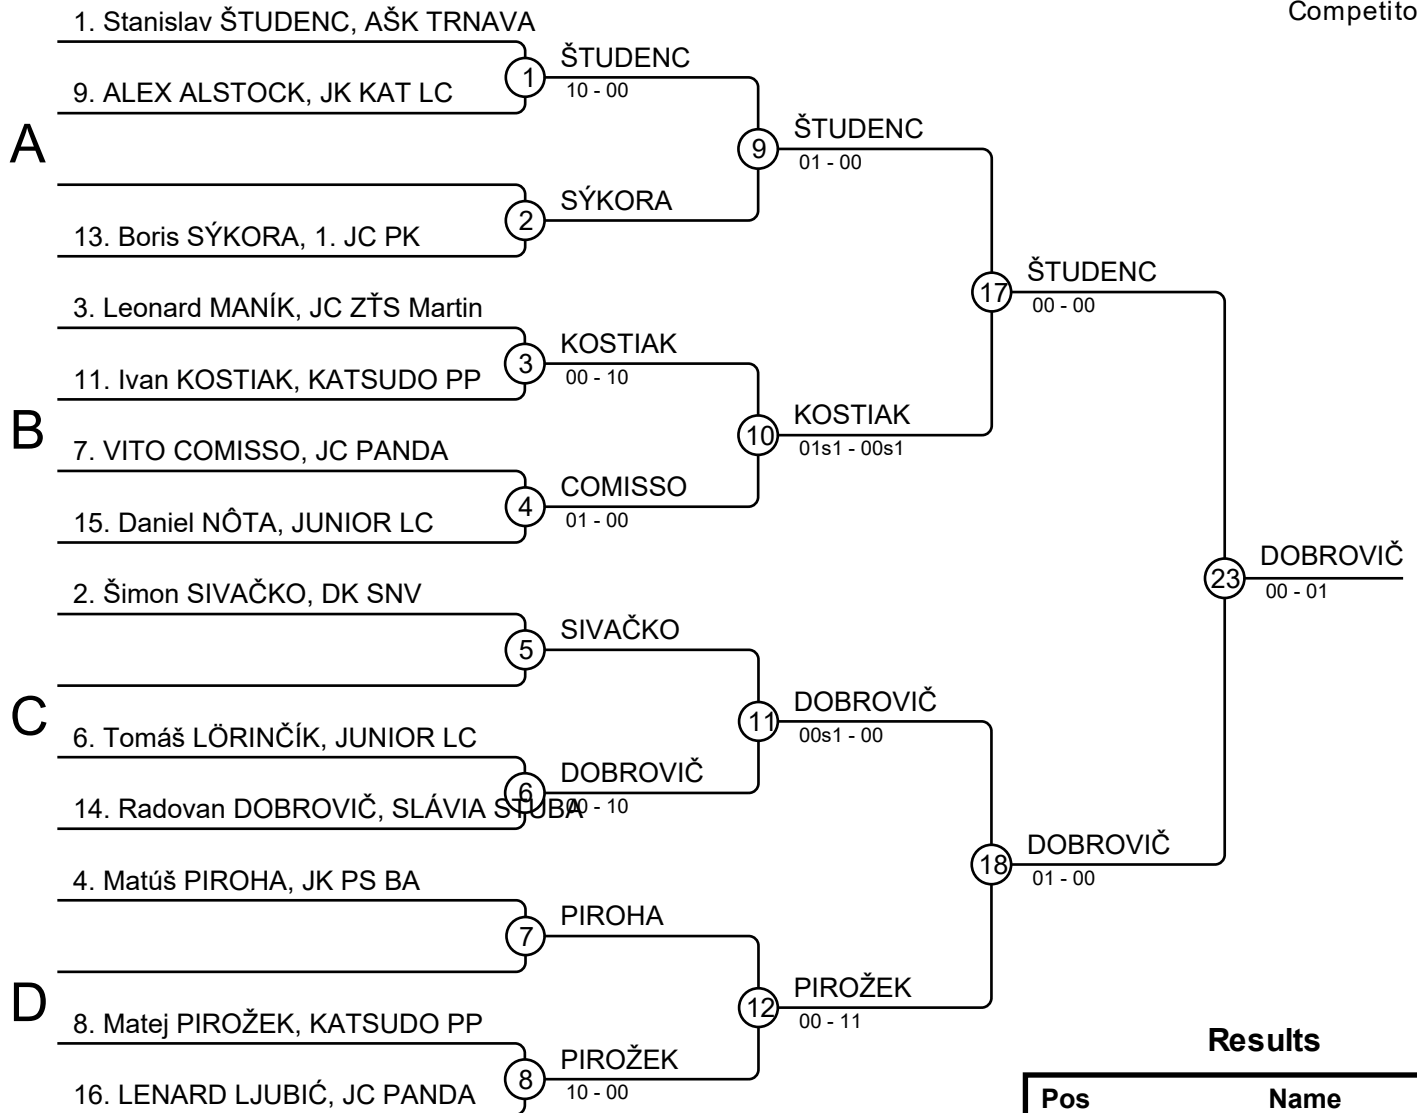 Competito
1. Stanislav ŠTUDENC, AŠK TRNAVA
1
ŠTUDENC
10 - 00
9. ALEX ALSTOCK, JK KAT LC
A
9
ŠTUDENC
01 - 00
2
SÝKORA
13. Boris SÝKORA, 1. JC PK
17
ŠTUDENC
00 - 00
3. Leonard MANÍK, JC ZŤS Martin
3
KOSTIAK
00 - 10
11. Ivan KOSTIAK, KATSUDO PP
B
10
KOSTIAK
01s1 - 00s1
7. VITO COMISSO, JC PANDA
4
COMISSO
01 - 00
15. Daniel NÔTA, JUNIOR LC
23
DOBROVIČ
00 - 01
2. Šimon SIVAČKO, DK SNV
5
SIVAČKO
C
11
DOBROVIČ
00s1 - 00
6. Tomáš LÖRINČÍK, JUNIOR LC
6
DOBROVIČ
00 - 10
14. Radovan DOBROVIČ, SLÁVIA STUBA
18
DOBROVIČ
01 - 00
4. Matúš PIROHA, JK PS BA
7
PIROHA
D
12
PIROŽEK
00 - 11
8. Matej PIROŽEK, KATSUDO PP
8
PIROŽEK
10 - 00
16. LENARD LJUBIĆ, JC PANDA
Results
Pos Name